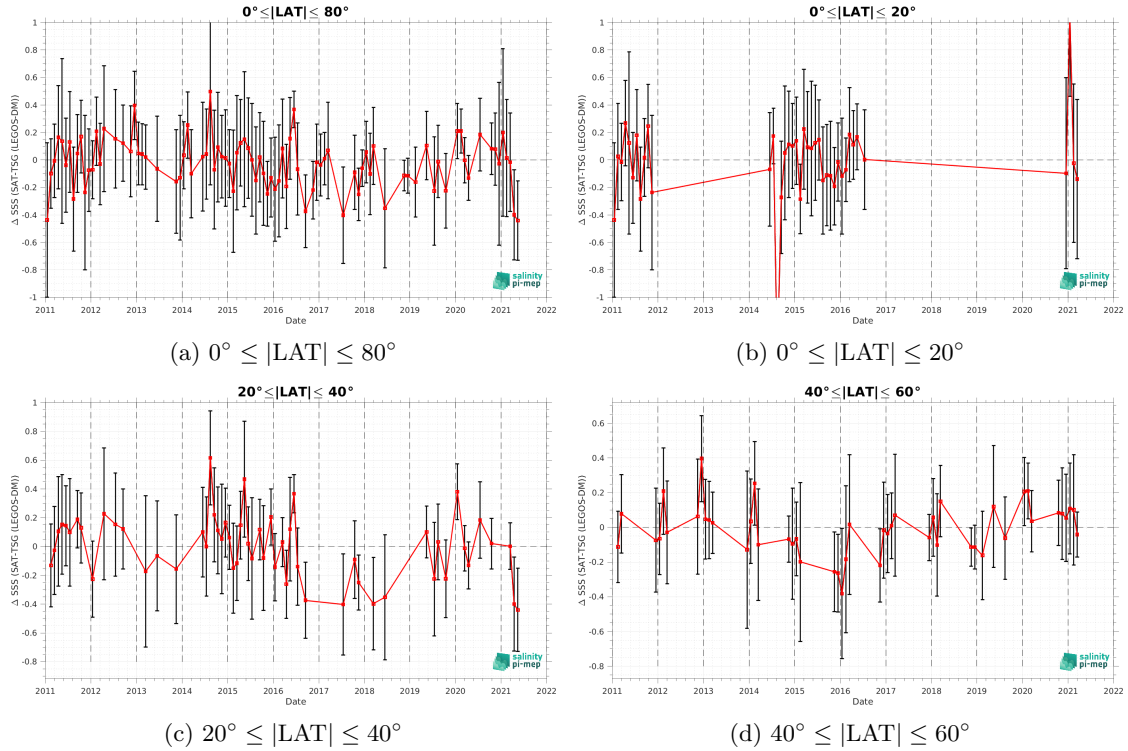 0°≤|LAT|≤ 80°
Δ SSS (SAT-TSG (LEGOS-DM))
1
0.8
0.6
0.4
0.2
0
-0.2
-0.4
-0.6
-0.8
-1
2011 2012 2013 2014 2015 2016 2017 2018 2019 2020 2021 2022
Date
salinity
pi-mep
(a) 0° ≤ |LAT| ≤ 80°
0°≤|LAT|≤ 20°
Δ SSS (SAT-TSG (LEGOS-DM))
1
0.8
0.6
0.4
0.2
0
-0.2
-0.4
-0.6
-0.8
-1
2011 2012 2013 2014 2015 2016 2017 2018 2019 2020 2021 2022
Date
salinity
pi-mep
(b) 0° ≤ |LAT| ≤ 20°
20°≤|LAT|≤ 40°
Δ SSS (SAT-TSG (LEGOS-DM))
1
0.8
0.6
0.4
0.2
0
-0.2
-0.4
-0.6
-0.8
2011 2012 2013 2014 2015 2016 2017 2018 2019 2020 2021 2022
Date
salinity
pi-mep
(c) 20° ≤ |LAT| ≤ 40°
40°≤|LAT|≤ 60°
Δ SSS (SAT-TSG (LEGOS-DM))
0.6
0.4
0.2
0
-0.2
-0.4
-0.6
-0.8
2011 2012 2013 2014 2015 2016 2017 2018 2019 2020 2021 2022
Date
salinity
pi-mep
(d) 40° ≤ |LAT| ≤ 60°